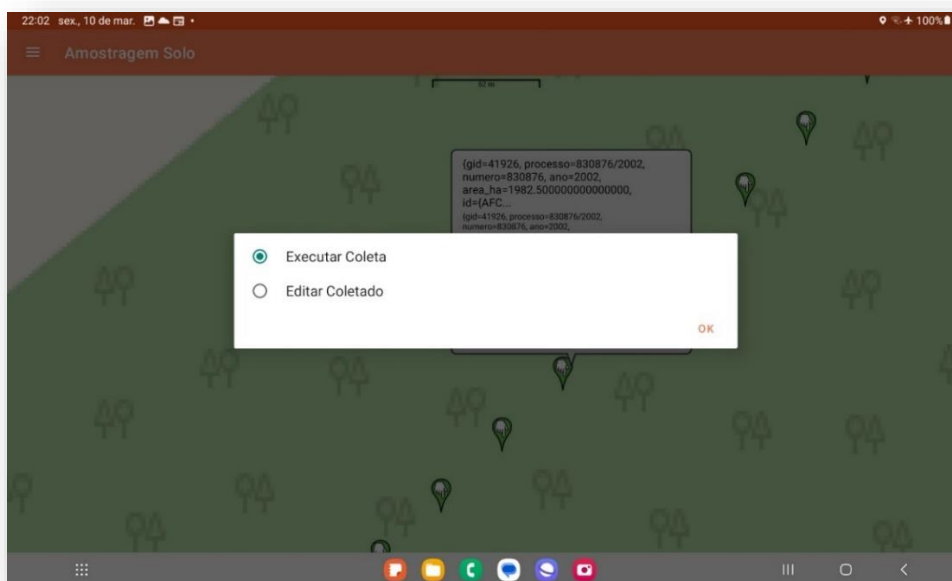 22:02 sex., 10 de mar.
100%
Amostragem Solo
62 m
{gid=41926, processo=830876/2002,
numero=830876, ano=2002,
area_ha=1982.500000000000000,
id={AFC...
{gid=41926, processo=830876/2002,
numero=830876, ano=2002,
Executar Coleta
Editar Coletado
OK